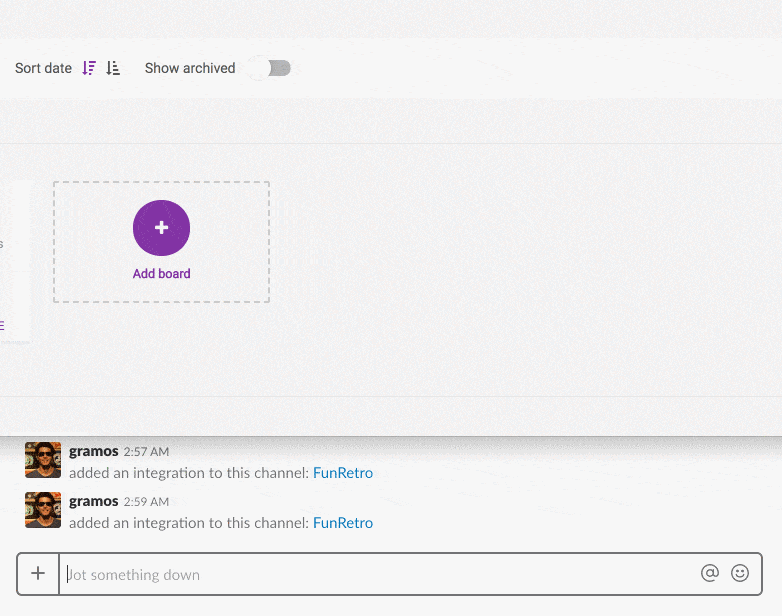 Sort date Show archived
s
Add board
E
gramos 2:57 AM
added an integration to this channel: FunRetro
gramos 2:59 AM
added an integration to this channel: FunRetro
Jot something down